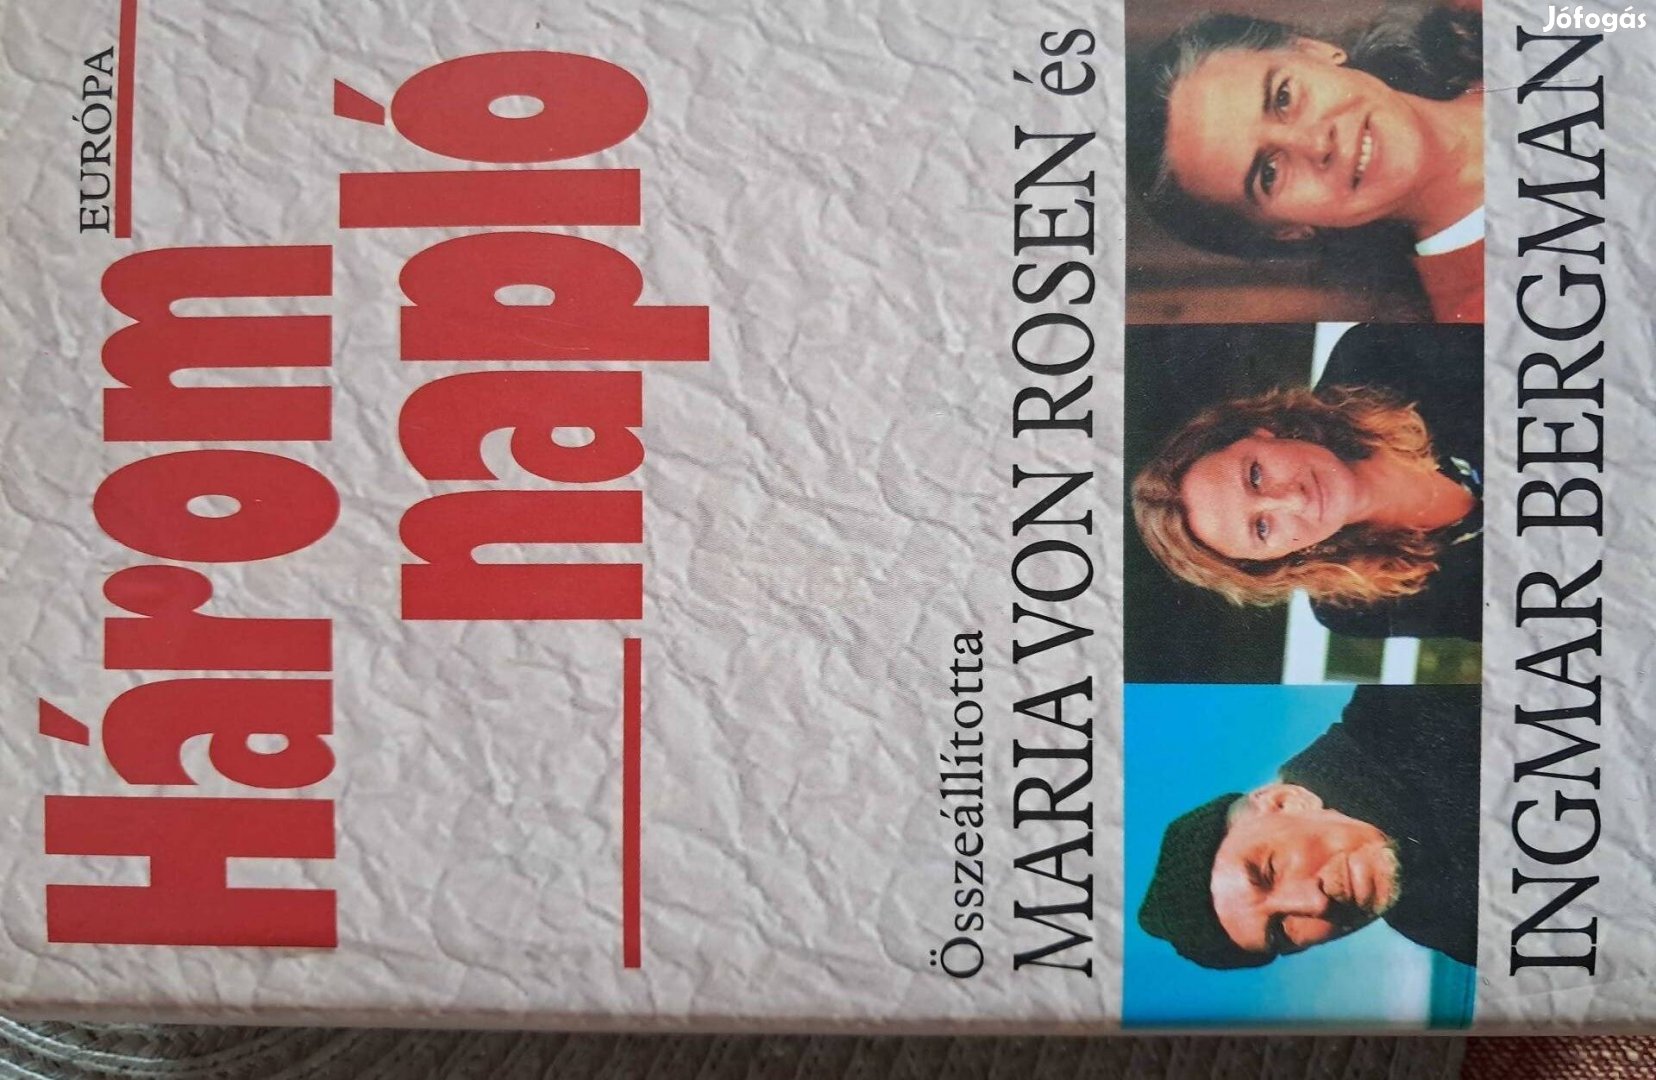 Jófogás
EURÓPA
Három
napló
Összeállította
MARIA VON ROSEN és
INGMAR BERGMAN